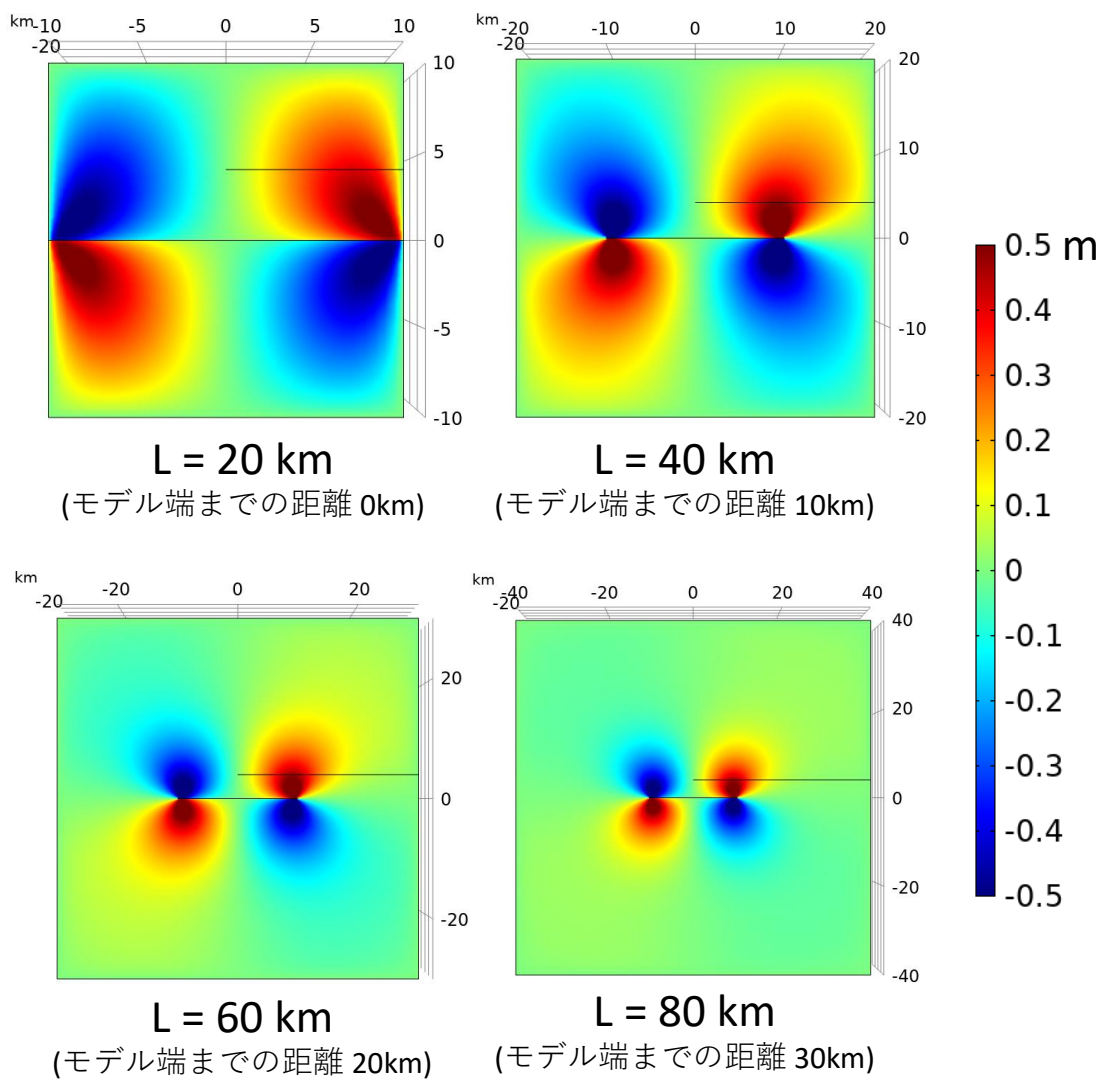 km -10 -5 0 5 10
-20
10
5
0
-5
-10
L = 20 km
(モデル端までの距離 0km)
km -20 -10 0 10 20
-20
20
10
0
-10
-20
L = 40 km
(モデル端までの距離 10km)
0.5 m
0.4
0.3
0.2
0.1
0
-0.1
-0.2
-0.3
-0.4
-0.5
km -20 0 20
-20
20
0
-20
L = 60 km
(モデル端までの距離 20km)
km -40 -20 0 20 40
-20
40
20
0
-20
-40
L = 80 km
(モデル端までの距離 30km)